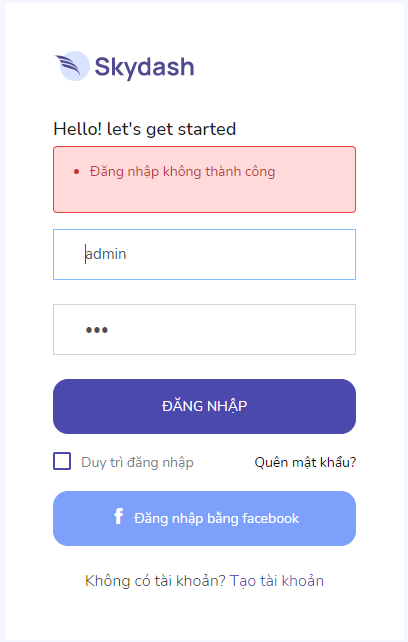 Skydash
Hello! let's get started
Đăng nhập không thành công
admin
ĐĂNG NHẬP
Duy trì đăng nhập
Quên mật khẩu?
f Đăng nhập bằng facebook
Không có tài khoản? Tạo tài khoản